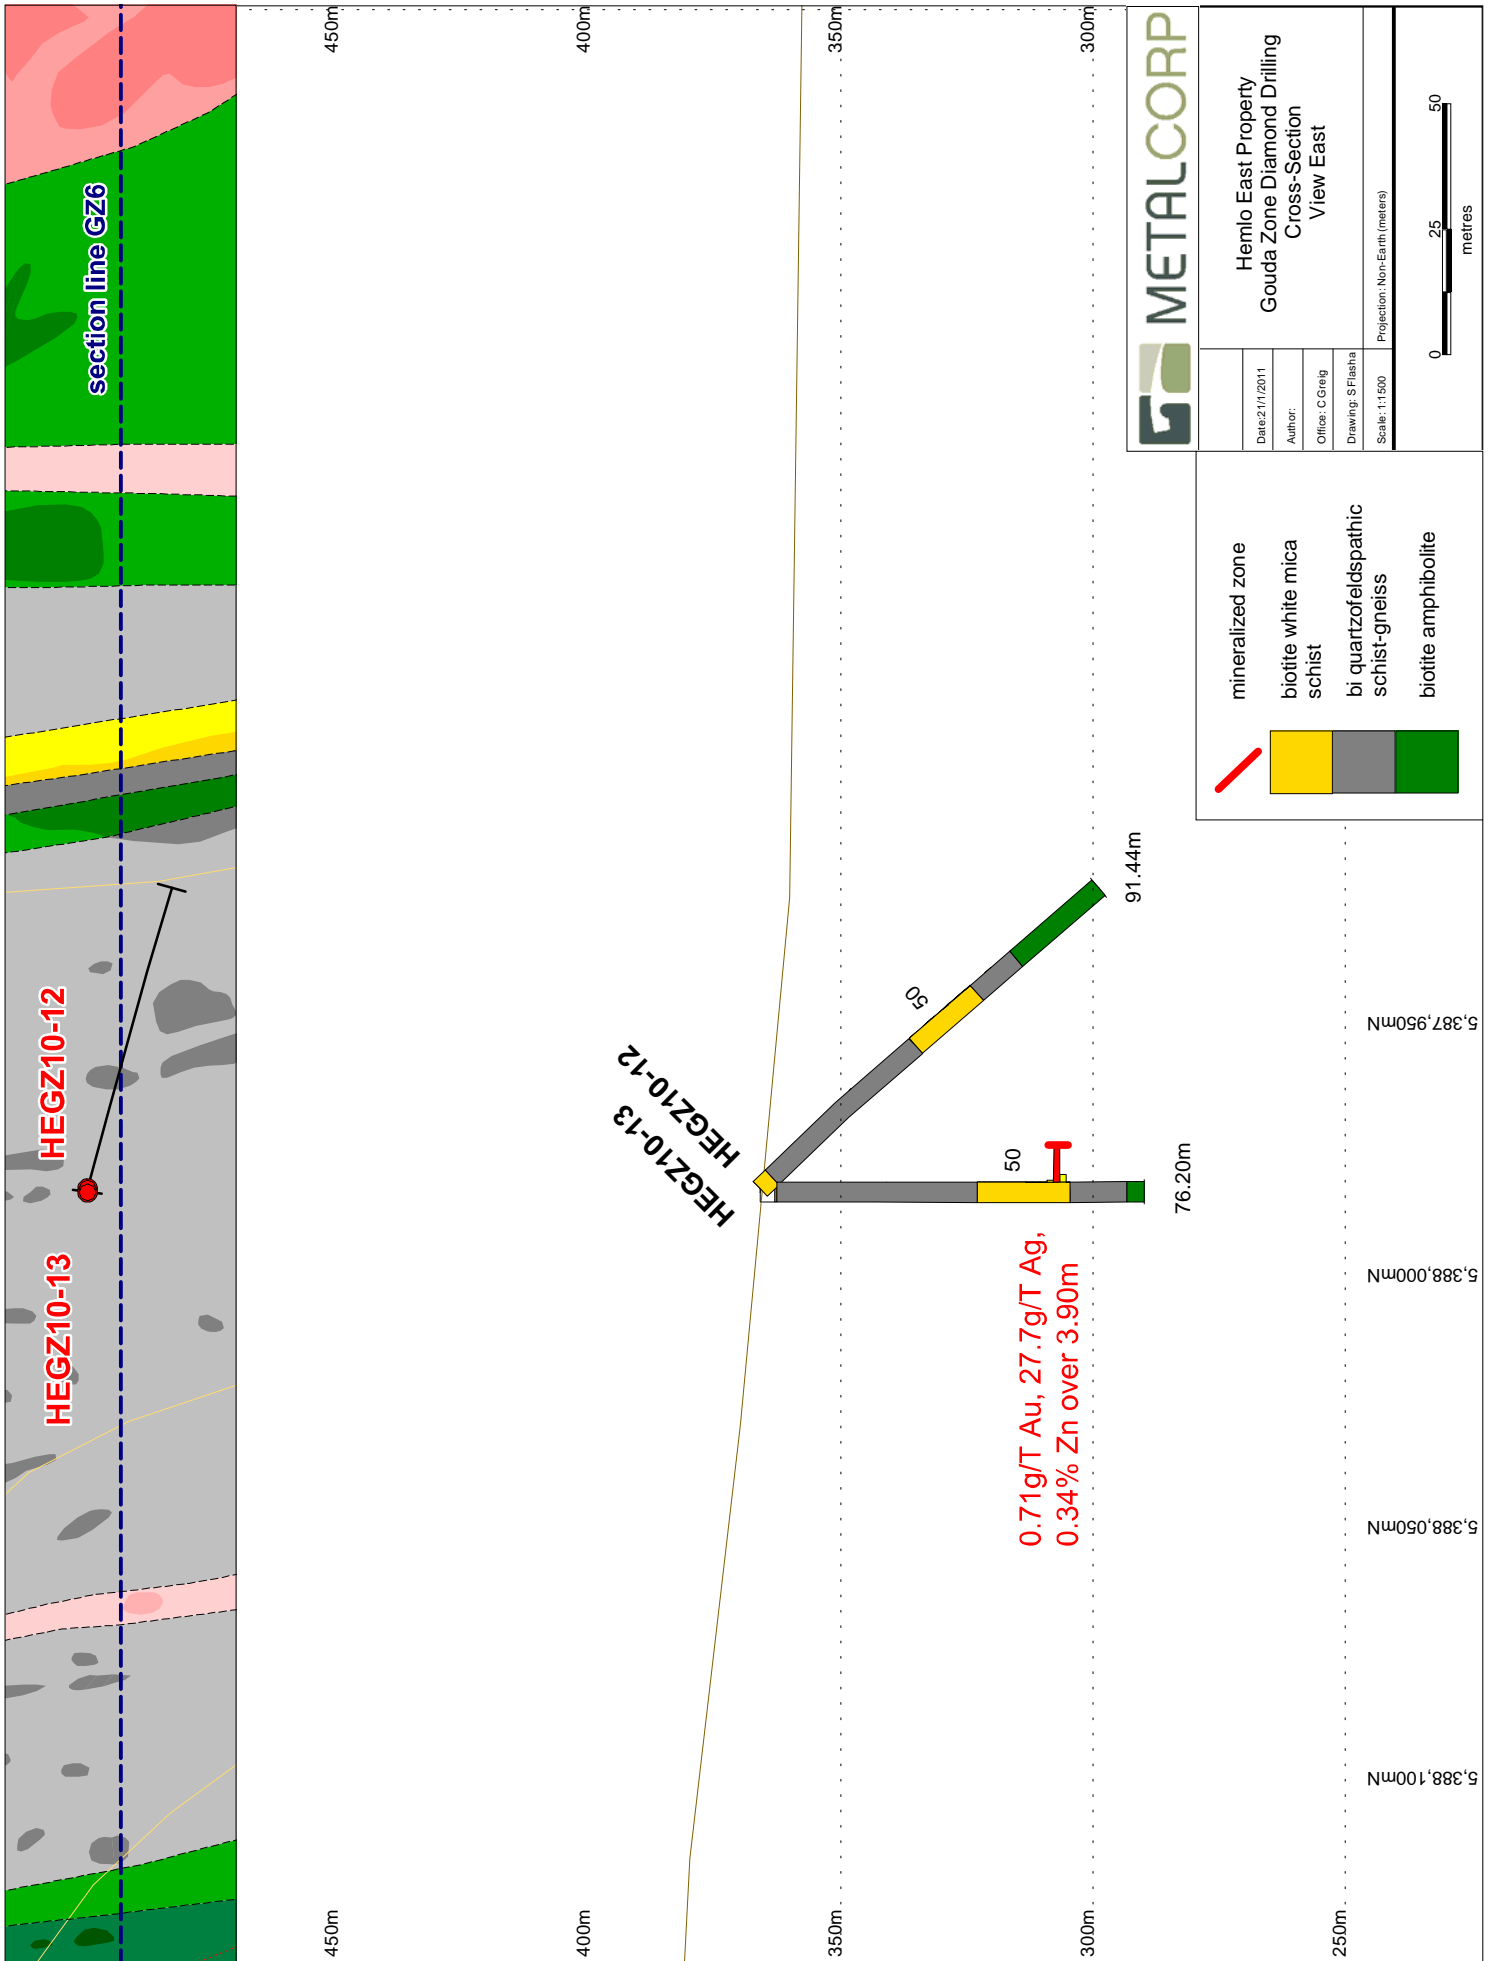 section line GZ6
HEGZ10-12
HEGZ10-13
450m
400m
350m
300m
450m
400m
350m
300m
250m
HEGZ10-13
HEGZ10-12
50
91.44m
50
76.20m
0.71g/T Au, 27.7g/T Ag,
0.34% Zn over 3.90m
5,387,950mN
5,388,000mN
5,388,050mN
5,388,100mN
METALCORP
Hemlo East Property
Gouda Zone Diamond Drilling
Cross-Section
View East
Date:21/1/2011
Author:
Office: C Greig
Drawing: S Flasha
Scale: 1:1500
Projection: Non-Earth (meters)
0 25 50
metres
mineralized zone
biotite white mica
schist
bi quartzofeldspathic
schist-gneiss
biotite amphibolite